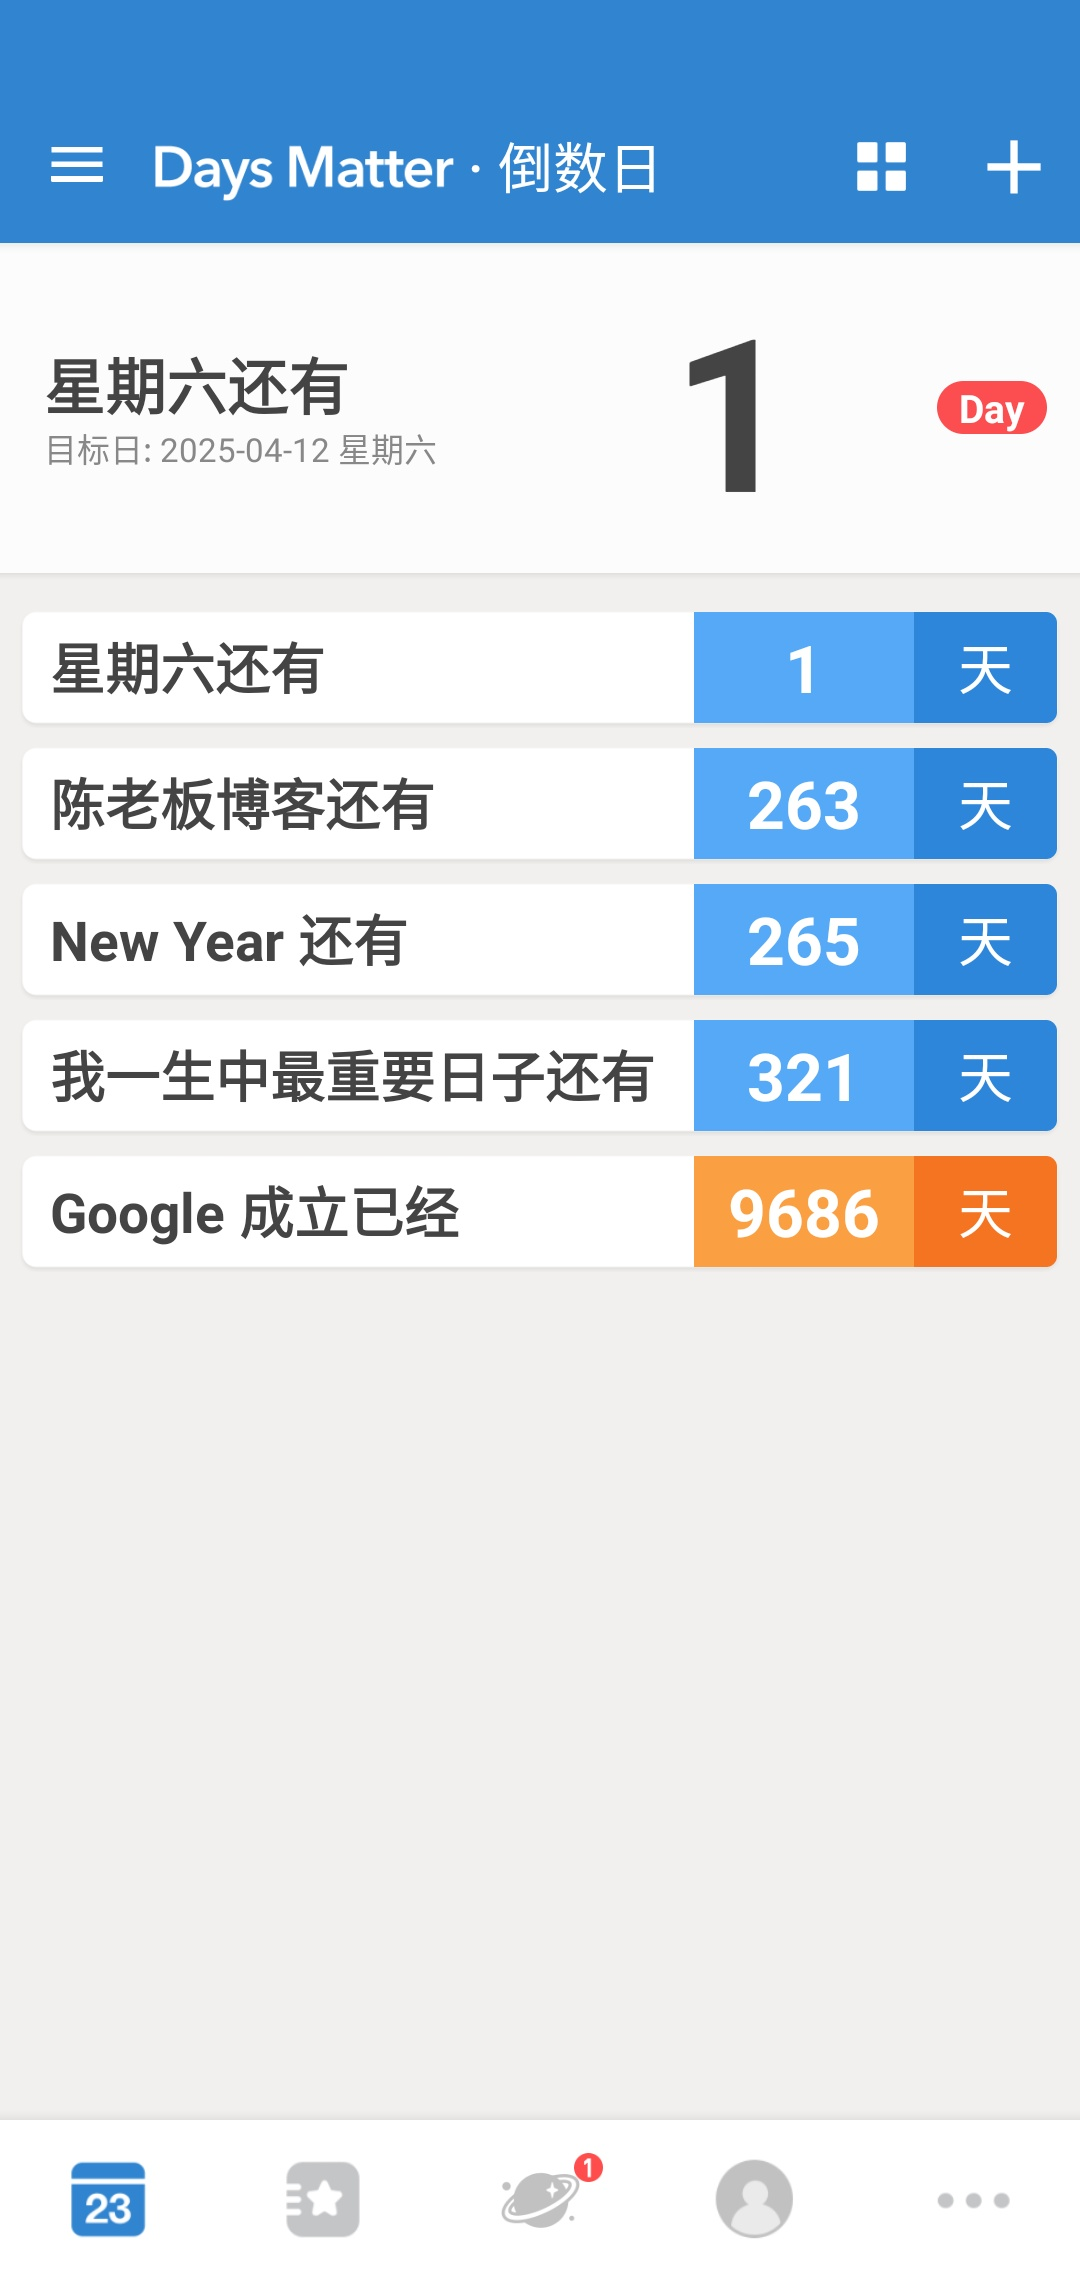 Days Matter · 倒数日
星期六还有
目标日: 2025-04-12 星期六
1
Day
星期六还有 1 天
陈老板博客还有 263 天
New Year 还有 265 天
我一生中最重要日子还有 321 天
Google 成立已经 9686 天
23
1